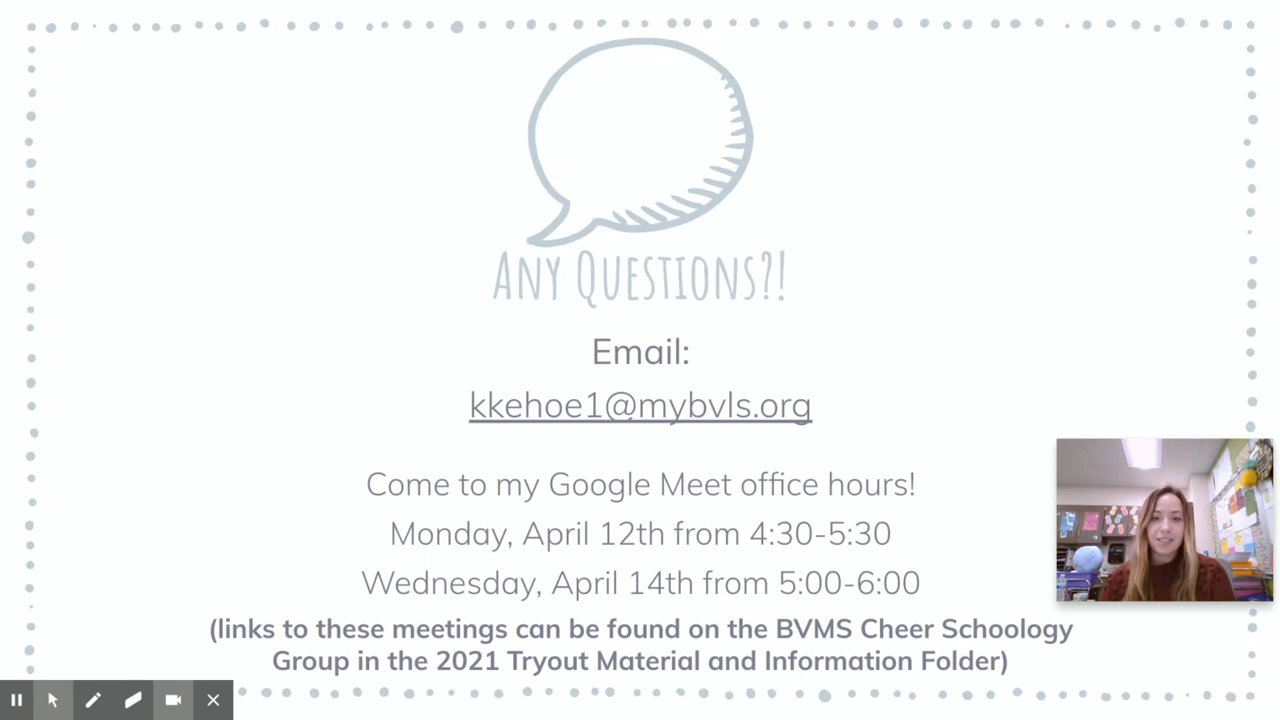 Any Questions?!
Email:
kkehoe1@mybvls.org
Come to my Google Meet office hours!
Monday, April 12th from 4:30-5:30
Wednesday, April 14th from 5:00-6:00
(links to these meetings can be found on the BVMS Cheer Schoology
Group in the 2021 Tryout Material and Information Folder)